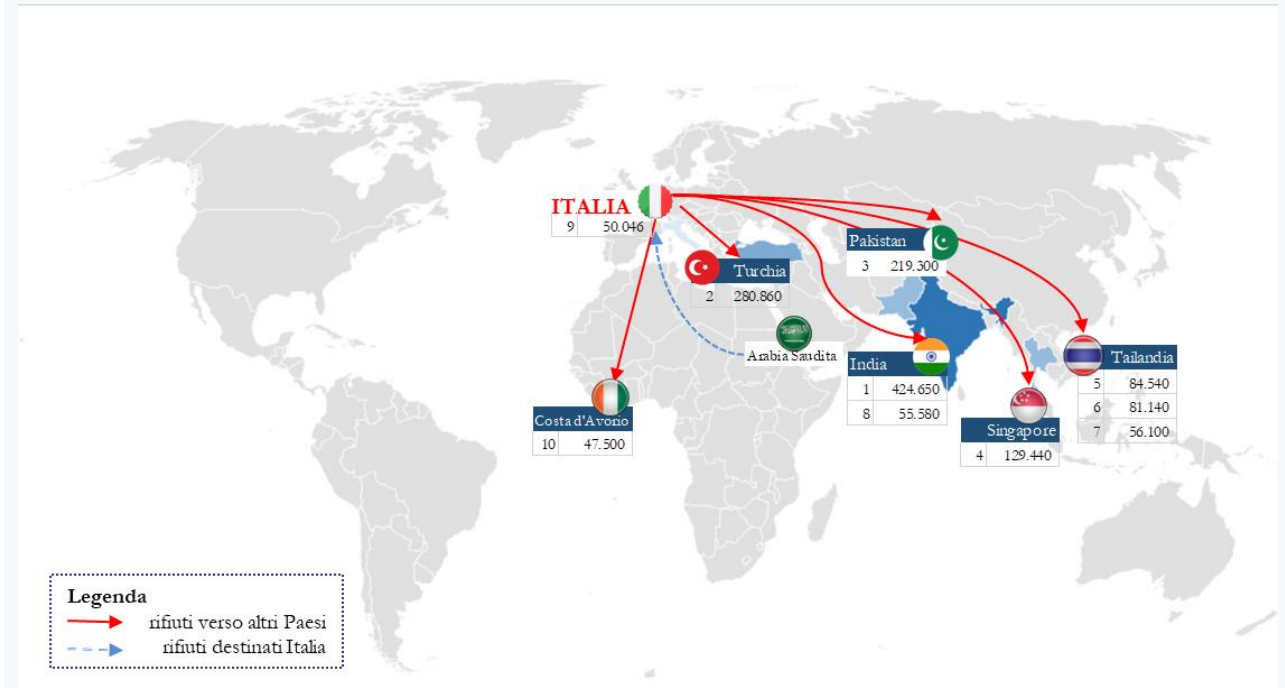 ITALIA
9 50.046
Pakistan
3 219.300
Turchia
2 280.860
Arabia Saudita
India
1 424.650
8 55.580
Tailandia
5 84.540
6 81.140
7 56.100
Costa d'Avorio
10 47.500
Singapore
4 129.440
Legenda
rifiuti verso altri Paesi
rifiuti destinati Italia